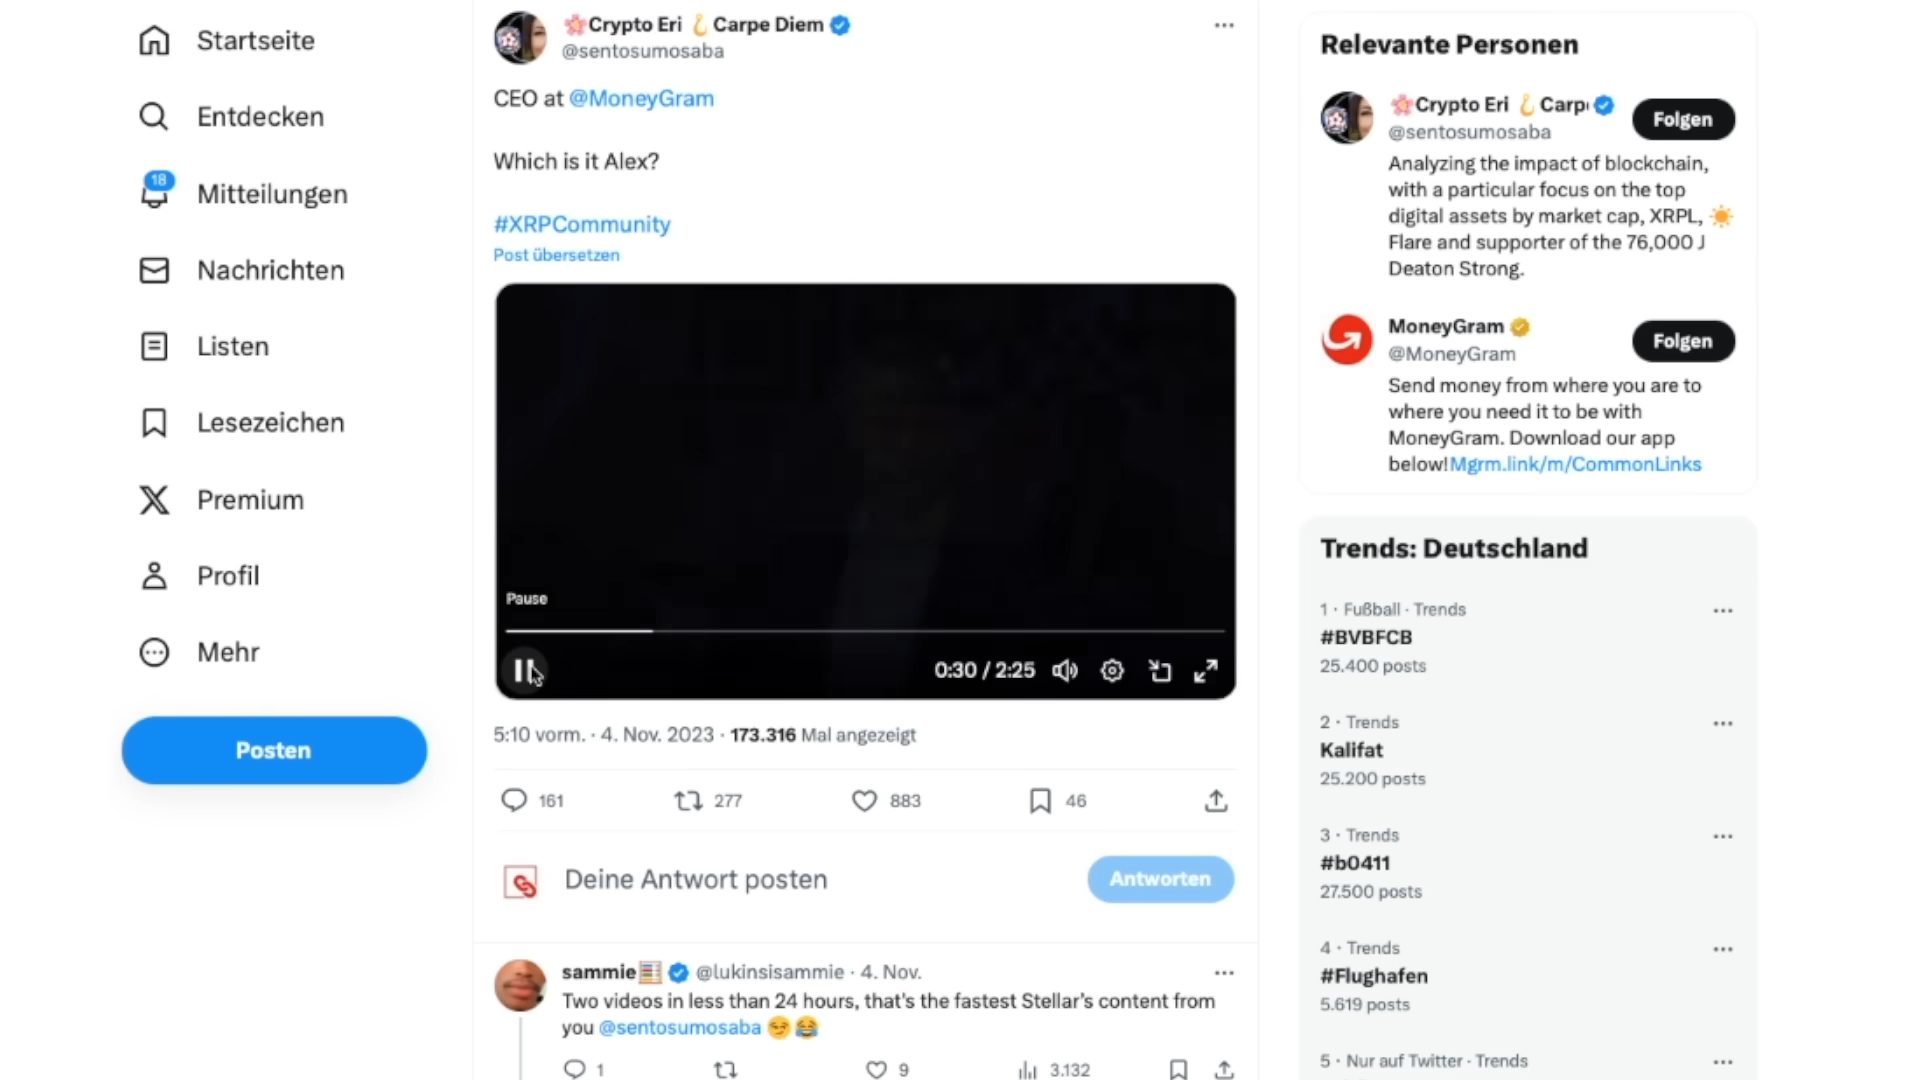 Startseite
Entdecken
18
Mitteilungen
Nachrichten
Listen
Lesezeichen
Premium
Profil
Mehr
Posten
🌸Crypto Eri 🪝Carpe Diem
@sentosumosaba
CEO at @MoneyGram
Which is it Alex?
#XRPCommunity
Post übersetzen
Pause
0:30 / 2:25
5:10 vorm. · 4. Nov. 2023 · 173.316 Mal angezeigt
161
277
883
46
Deine Antwort posten
Antworten
sammie🧮 @lukinsisammie · 4. Nov.
Two videos in less than 24 hours, that's the fastest Stellar's content from
you @sentosumosaba 😏😂
1
9
3.132
Relevante Personen
🌸Crypto Eri 🪝Carp
@sentosumosaba
Folgen
Analyzing the impact of blockchain,
with a particular focus on the top
digital assets by market cap, XRPL, ☀️
Flare and supporter of the 76,000 J
Deaton Strong.
MoneyGram
@MoneyGram
Folgen
Send money from where you are to
where you need it to be with
MoneyGram. Download our app
below!Mgrm.link/m/CommonLinks
Trends: Deutschland
1 · Fußball · Trends
#BVBFCB
25.400 posts
2 · Trends
Kalifat
25.200 posts
3 · Trends
#b0411
27.500 posts
4 · Trends
#Flughafen
5.619 posts
5 · Nur auf Twitter · Trends